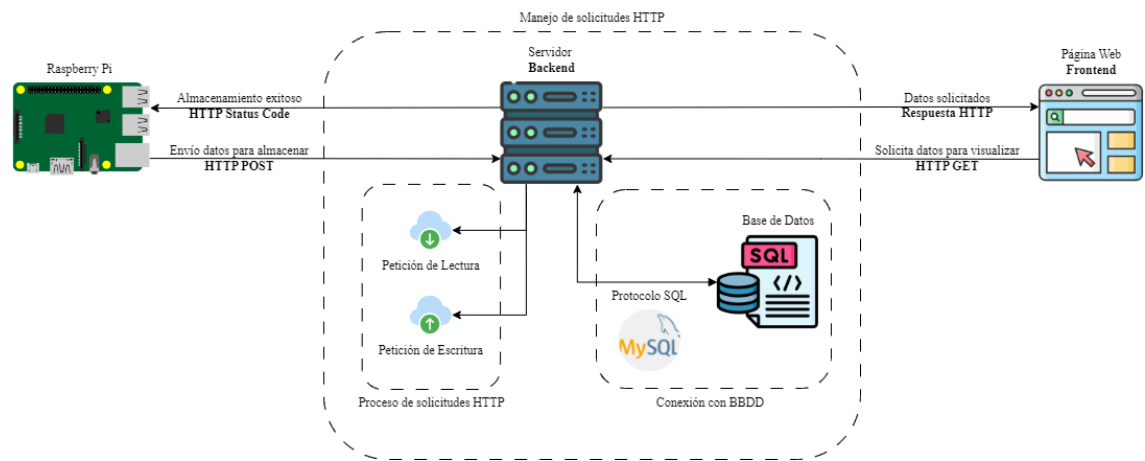 Manejo de solicitudes HTTP
Raspberry Pi
Servidor
Backend
Página Web
Frontend
Almacenamiento exitoso
HTTP Status Code
Datos solicitados
Respuesta HTTP
Envío datos para almacenar
HTTP POST
Solicita datos para visualizar
HTTP GET
Petición de Lectura
Petición de Escritura
Proceso de solicitudes HTTP
Base de Datos
SQL
</>
Protocolo SQL
MySQL
Conexión con BBDD